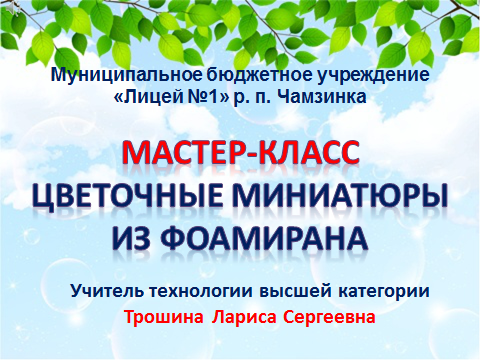 Муниципальное бюджетное учреждение
«Лицей №1» р. п. Чамзинка
МАСТЕР-КЛАСС
ЦВЕТОЧНЫЕ МИНИАТЮРЫ
ИЗ ФОАМИРАНА
Учитель технологии высшей категории
Трошина Лариса Сергеевна